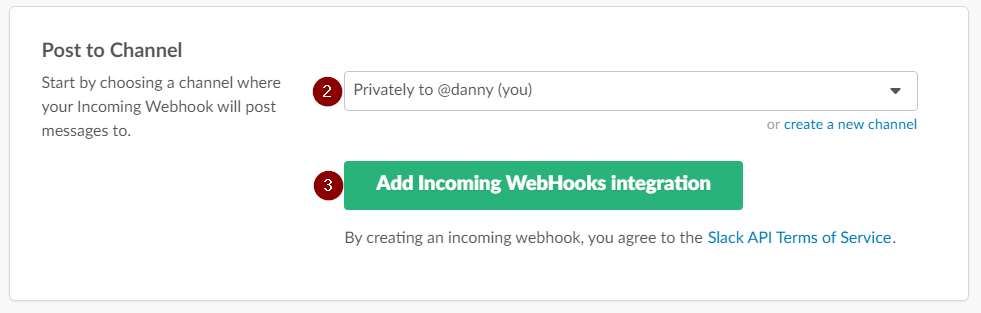 Post to Channel
Start by choosing a channel where
your Incoming Webhook will post
messages to.
2
Privately to @danny (you)
or create a new channel
3
Add Incoming WebHooks integration
By creating an incoming webhook, you agree to the Slack API Terms of Service.